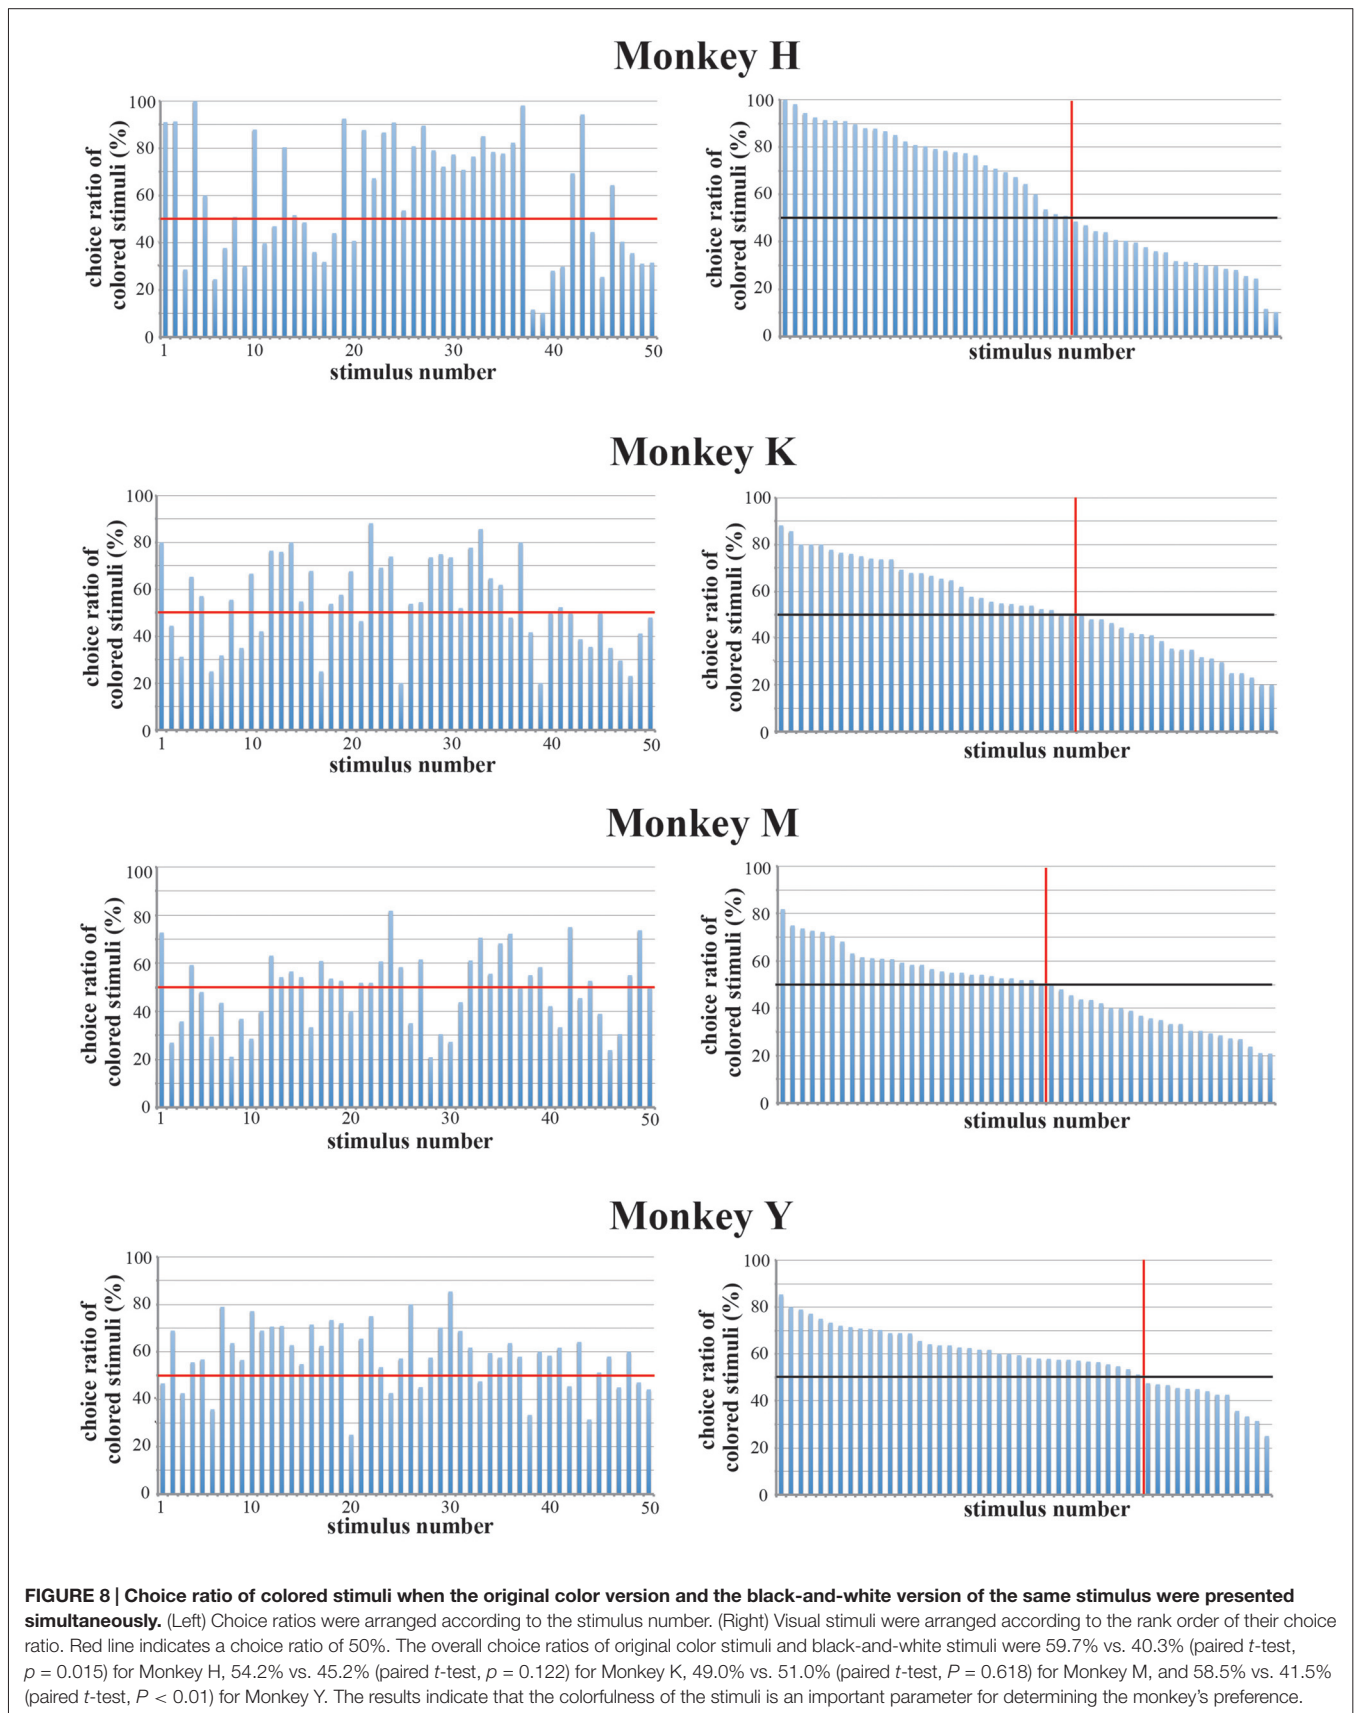 Monkey H
choice ratio of
colored stimuli (%)
100
80
60
40
20
0
1
10
20
30
40
50
stimulus number
choice ratio of
colored stimuli (%)
100
80
60
40
20
0
stimulus number
Monkey K
choice ratio of
colored stimuli (%)
100
80
60
40
20
0
1
10
20
30
40
50
stimulus number
choice ratio of
colored stimuli (%)
100
80
60
40
20
0
stimulus number
Monkey M
choice ratio of
colored stimuli (%)
100
80
60
40
20
0
1
10
20
30
40
50
stimulus number
choice ratio of
colored stimuli (%)
100
80
60
40
20
0
stimulus number
Monkey Y
choice ratio of
colored stimuli (%)
100
80
60
40
20
0
1
10
20
30
40
50
stimulus number
choice ratio of
colored stimuli (%)
100
80
60
40
20
0
stimulus number
FIGURE 8 | Choice ratio of colored stimuli when the original color version and the black-and-white version of the same stimulus were presented
simultaneously. (Left) Choice ratios were arranged according to the stimulus number. (Right) Visual stimuli were arranged according to the rank order of their choice
ratio. Red line indicates a choice ratio of 50%. The overall choice ratios of original color stimuli and black-and-white stimuli were 59.7% vs. 40.3% (paired t-test,
p = 0.015) for Monkey H, 54.2% vs. 45.2% (paired t-test, p = 0.122) for Monkey K, 49.0% vs. 51.0% (paired t-test, P = 0.618) for Monkey M, and 58.5% vs. 41.5%
(paired t-test, P < 0.01) for Monkey Y. The results indicate that the colorfulness of the stimuli is an important parameter for determining the monkey's preference.